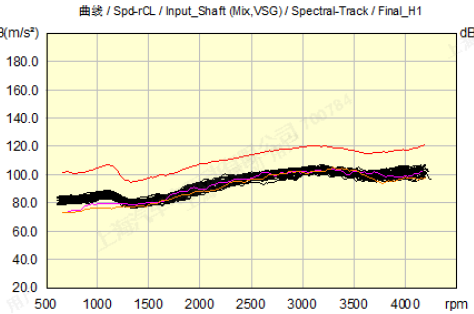 曲线 / Spd-rCL / Input_Shaft (Mix,VSG) / Spectral-Track / Final_H1
(m/s²)
dB
180.0
160.0
140.0
120.0
100.0
80.0
60.0
40.0
20.0
500 1000 1500 2000 2500 3000 3500 4000 rpm
700784